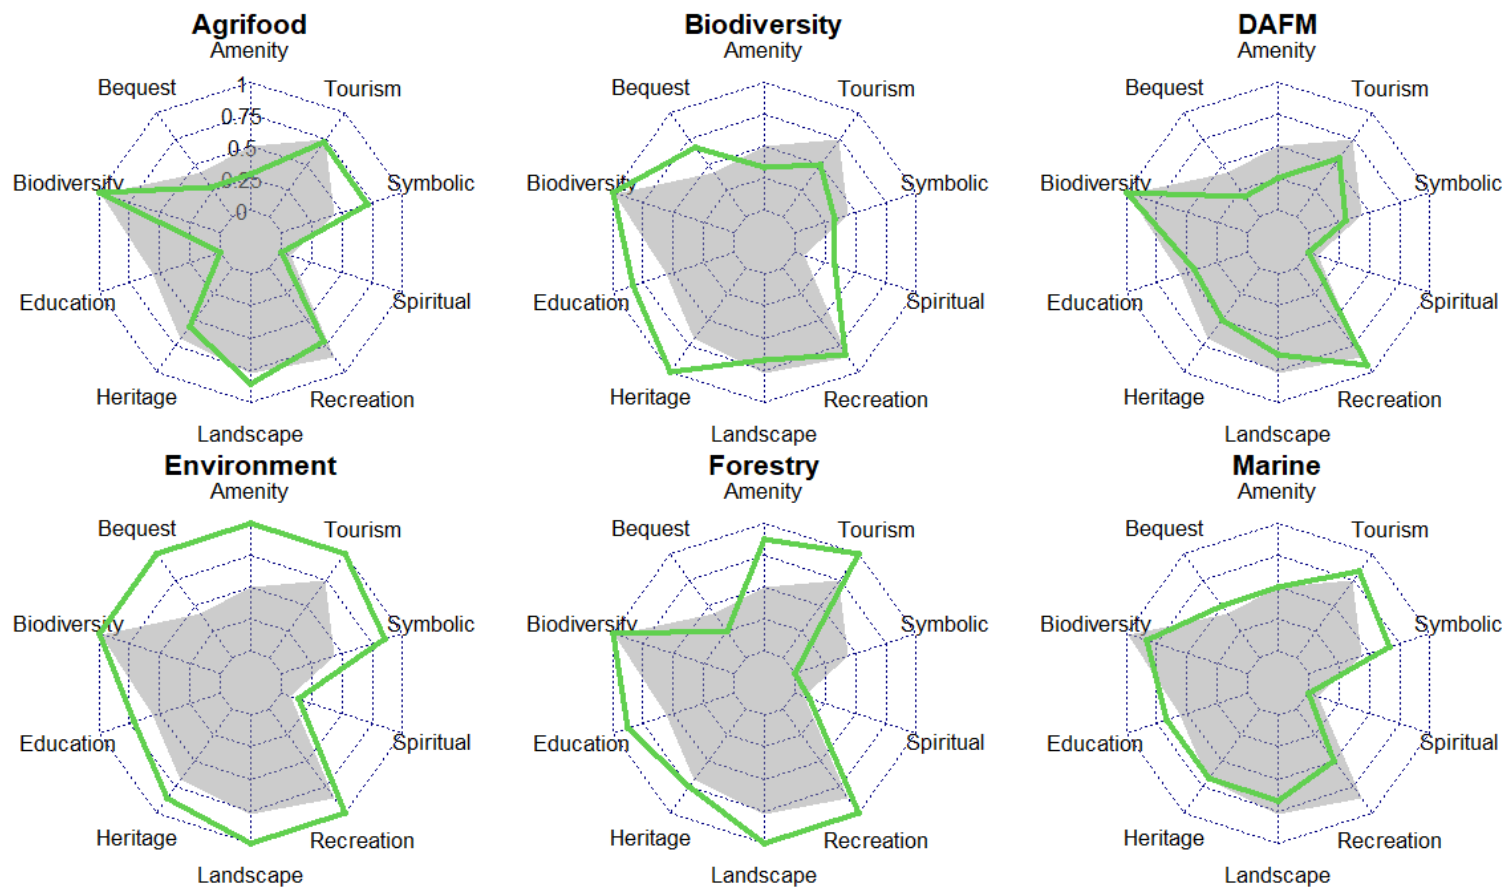 Agrifood
Amenity
Bequest
Tourism
1
0.75
0.5
0.25
0
Biodiversity
Symbolic
Education
Spiritual
Heritage
Recreation
Landscape
Biodiversity
Amenity
Bequest
Tourism
Biodiversity
Symbolic
Education
Spiritual
Heritage
Recreation
Landscape
DAFM
Amenity
Bequest
Tourism
Biodiversity
Symbolic
Education
Spiritual
Heritage
Recreation
Landscape
Environment
Amenity
Bequest
Tourism
Biodiversity
Symbolic
Education
Spiritual
Heritage
Recreation
Landscape
Forestry
Amenity
Bequest
Tourism
Biodiversity
Symbolic
Education
Spiritual
Heritage
Recreation
Landscape
Marine
Amenity
Bequest
Tourism
Biodiversity
Symbolic
Education
Spiritual
Heritage
Recreation
Landscape